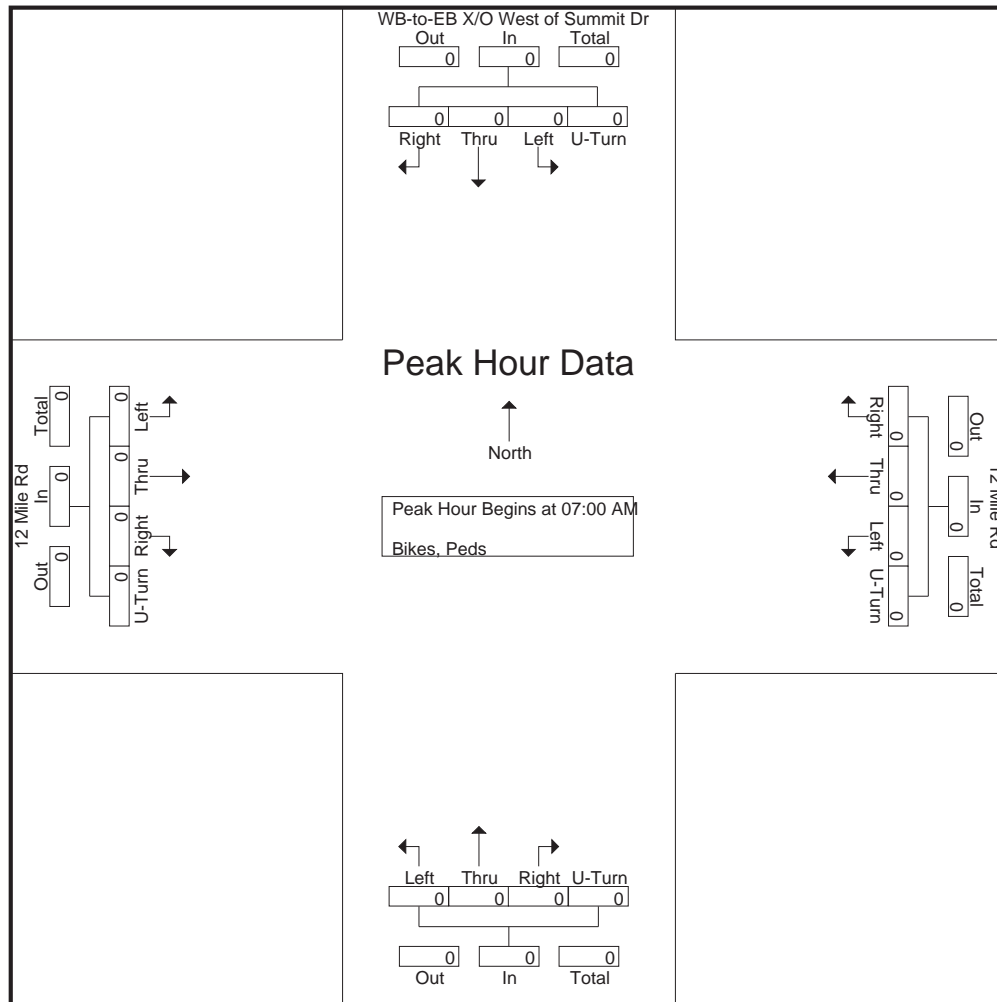 WB-to-EB X/O West of Summit Dr
Out In Total
0 0 0
0 0 0 0
Right Thru Left U-Turn
Peak Hour Data
North
Peak Hour Begins at 07:00 AM
Bikes, Peds
12 Mile Rd
Out In Total
0 0 0
0 0 0 0
U-Turn Right Thru Left
12 Mile Rd
Out In Total
0 0 0
0 0 0 0
Right Thru Left U-Turn
Left Thru Right U-Turn
0 0 0 0
0 0 0
Out In Total